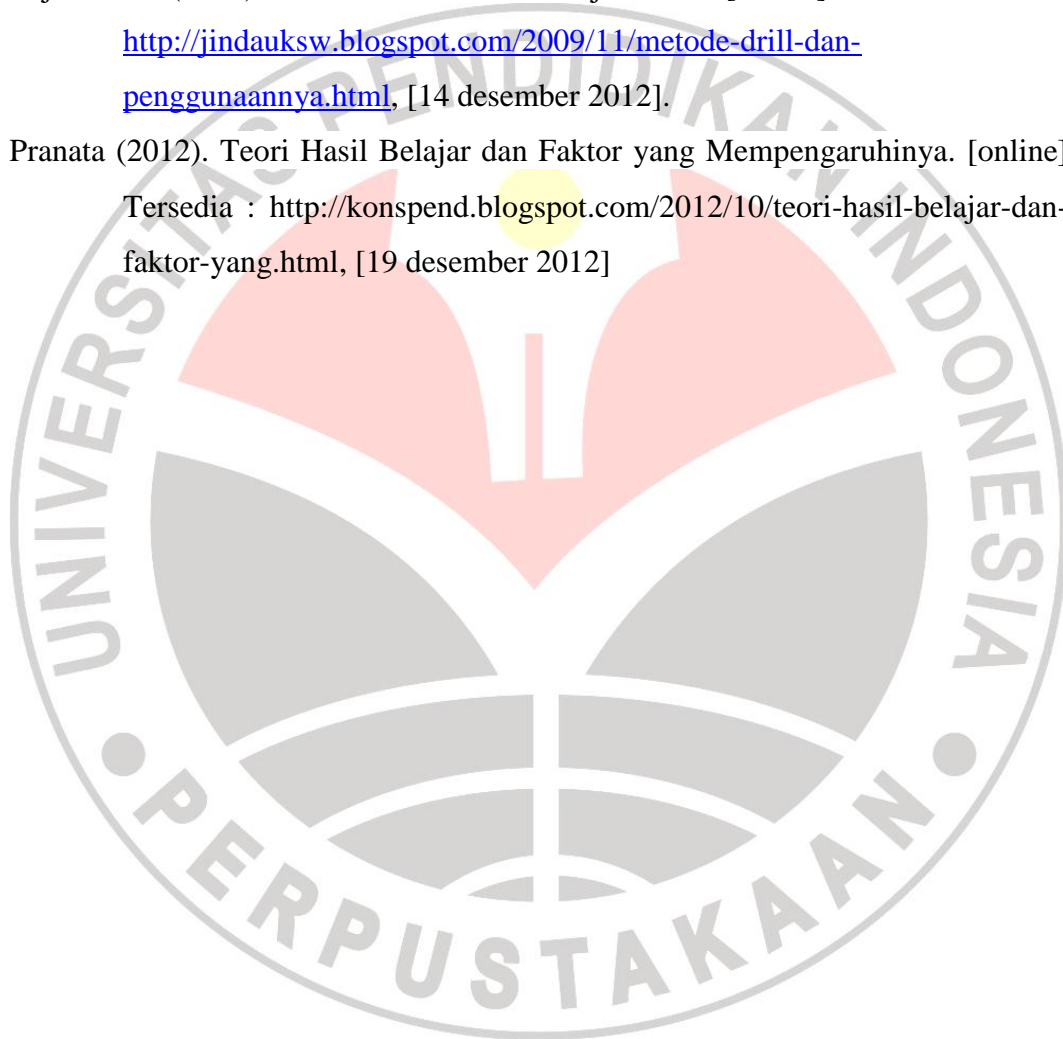 http://jindauksw.blogspot.com/2009/11/metode-drill-dan-
penggunaannya.html, [14 desember 2012].
Pranata (2012). Teori Hasil Belajar dan Faktor yang Mempengaruhinya. [online]
Tersedia : http://konspend.blogspot.com/2012/10/teori-hasil-belajar-dan-
faktor-yang.html, [19 desember 2012]
UNIVERSITAS PENDIDIKAN INDONESIA
PERPUSTAKAAN